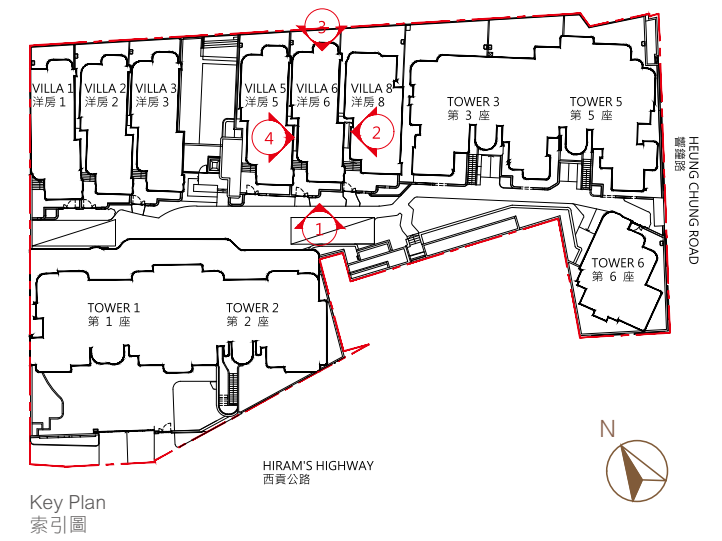 3
VILLA 1
洋房 1
VILLA 2
洋房 2
VILLA 3
洋房 3
VILLA 5
洋房 5
VILLA 6
洋房 6
VILLA 8
洋房 8
TOWER 3
第 3 座
TOWER 5
第 5 座
4
2
HEUNG CHUNG ROAD
響鐘路
1
TOWER 6
第 6 座
TOWER 1
第 1 座
TOWER 2
第 2 座
N
HIRAM'S HIGHWAY
西貢公路
Key Plan
索引圖